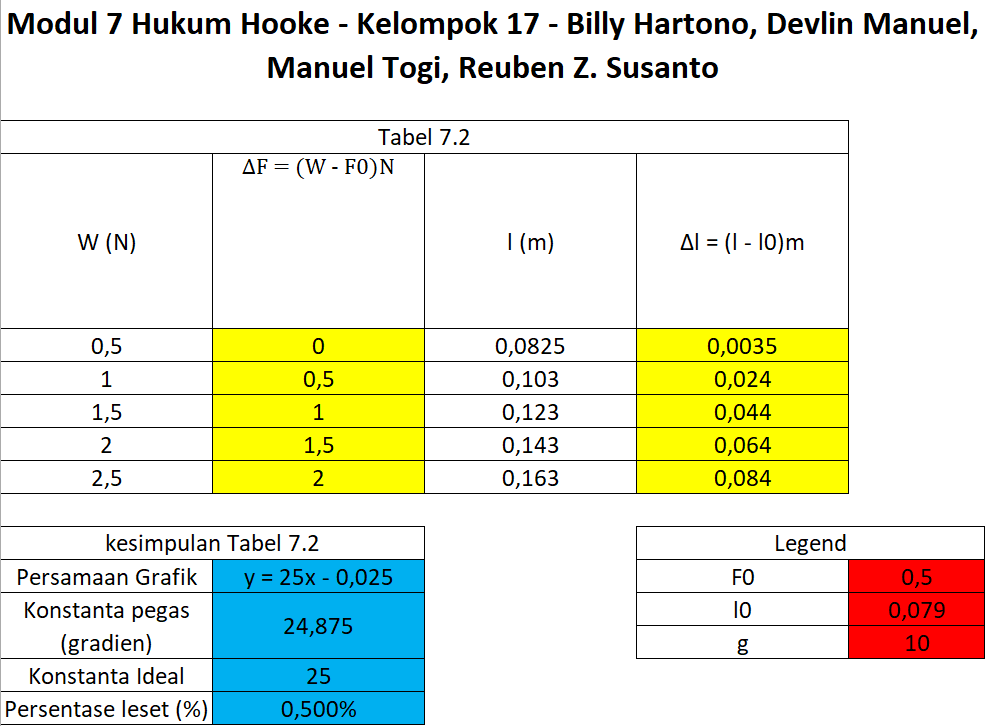 Modul 7 Hukum Hooke - Kelompok 17 - Billy Hartono, Devlin Manuel,
Manuel Togi, Reuben Z. Susanto
Tabel 7.2
W (N) ΔF = (W - F0)N l (m) Δl = (l - l0)m
0,5 0 0,0825 0,0035
1 0,5 0,103 0,024
1,5 1 0,123 0,044
2 1,5 0,143 0,064
2,5 2 0,163 0,084
kesimpulan Tabel 7.2
Persamaan Grafik y = 25x - 0,025
Konstanta pegas
(gradien) 24,875
Konstanta Ideal 25
Persentase leset (%) 0,500%
Legend
F0 0,5
l0 0,079
g 10